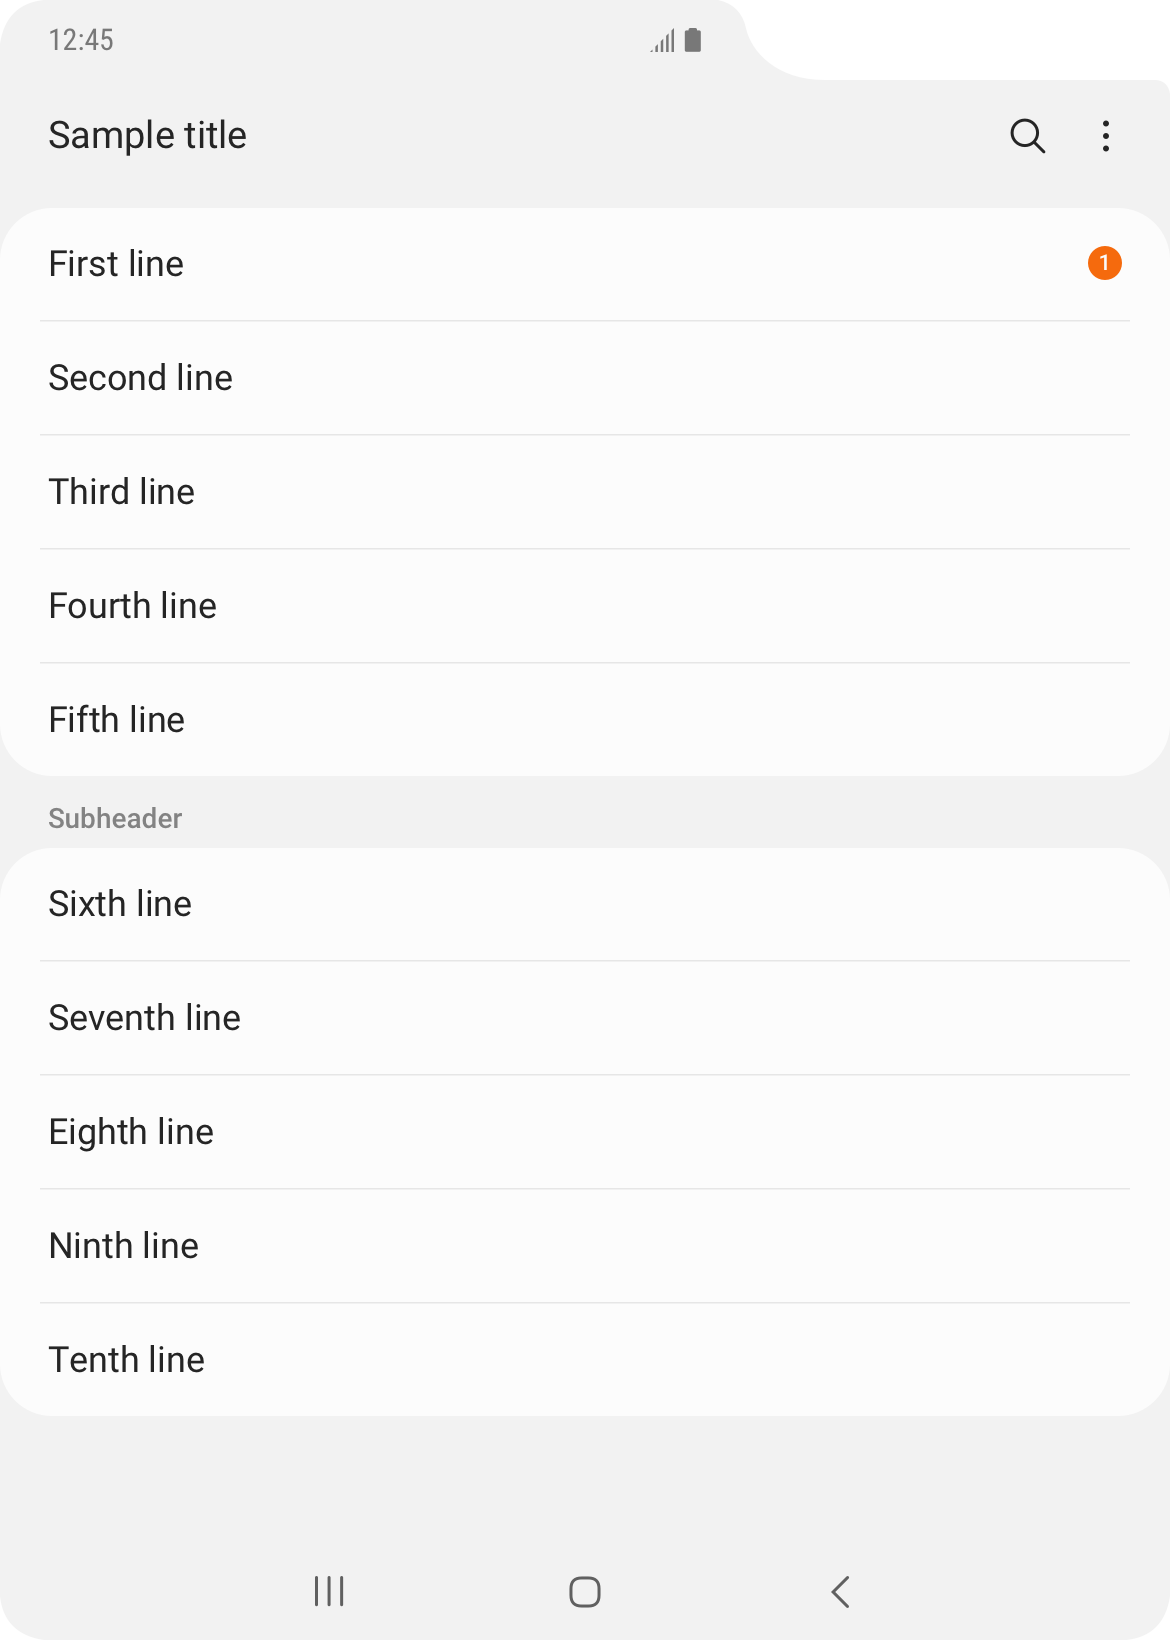 12:45
Sample title
First line
1
Second line
Third line
Fourth line
Fifth line
Subheader
Sixth line
Seventh line
Eighth line
Ninth line
Tenth line